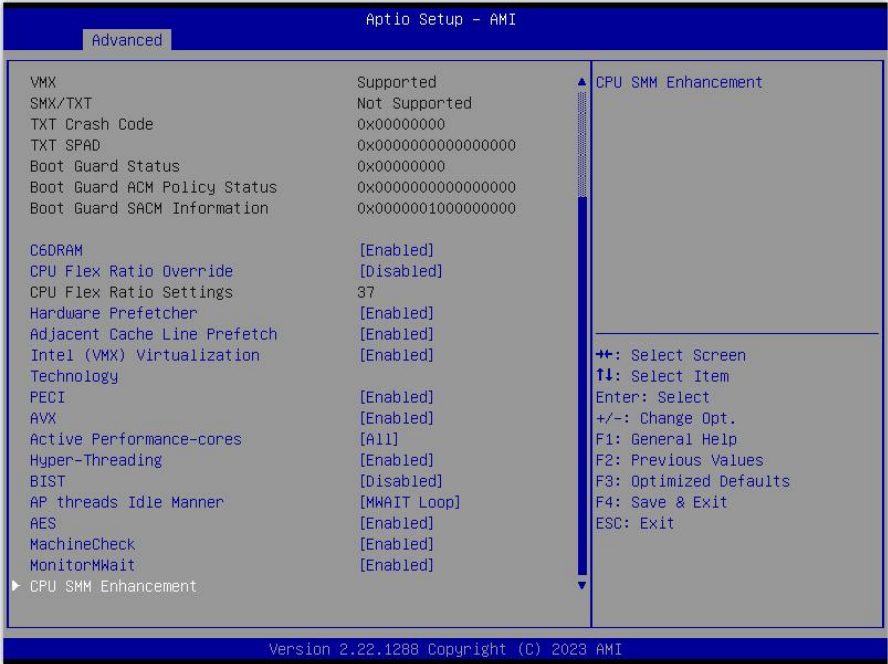 Aptio Setup – AMI
Advanced
VMX Supported
SMX/TXT Not Supported
TXT Crash Code 0x00000000
TXT SPAD 0x0000000000000000
Boot Guard Status 0x00000000
Boot Guard ACM Policy Status 0x0000000000000000
Boot Guard SACM Information 0x0000001000000000
C6DRAM [Enabled]
CPU Flex Ratio Override [Disabled]
CPU Flex Ratio Settings 37
Hardware Prefetcher [Enabled]
Adjacent Cache Line Prefetch [Enabled]
Intel (VMX) Virtualization [Enabled]
Technology
PECI [Enabled]
AVX [Enabled]
Active Performance-cores [All]
Hyper-Threading [Enabled]
BIST [Disabled]
AP threads Idle Manner [MWAIT Loop]
AES [Enabled]
MachineCheck [Enabled]
MonitorMWait [Enabled]
CPU SMM Enhancement
CPU SMM Enhancement
→←: Select Screen
↑↓: Select Item
Enter: Select
+/-: Change Opt.
F1: General Help
F2: Previous Values
F3: Optimized Defaults
F4: Save & Exit
ESC: Exit
Version 2.22.1288 Copyright (C) 2023 AMI